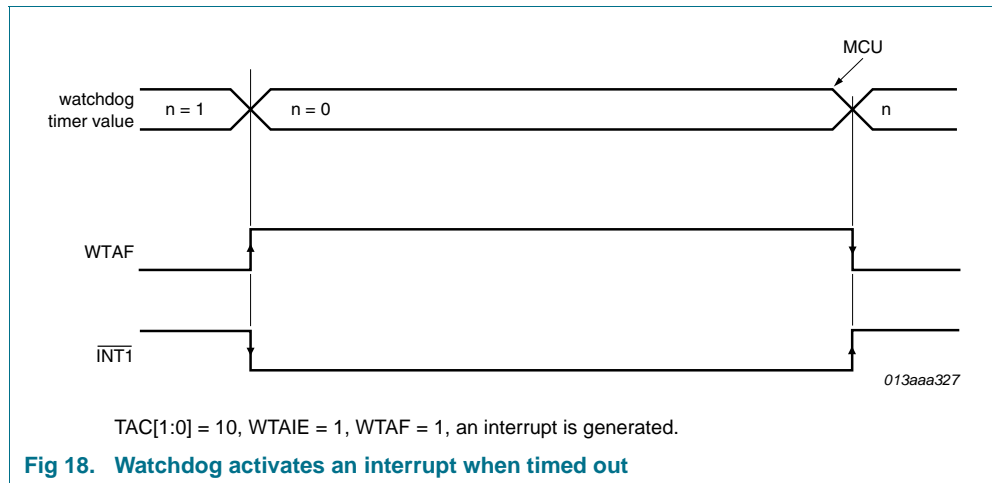 MCU
watchdog
timer value
n = 1
n = 0
n
WTAF
INT1
013aaa327
TAC[1:0] = 10, WTAIE = 1, WTAF = 1, an interrupt is generated.
Fig 18. Watchdog activates an interrupt when timed out